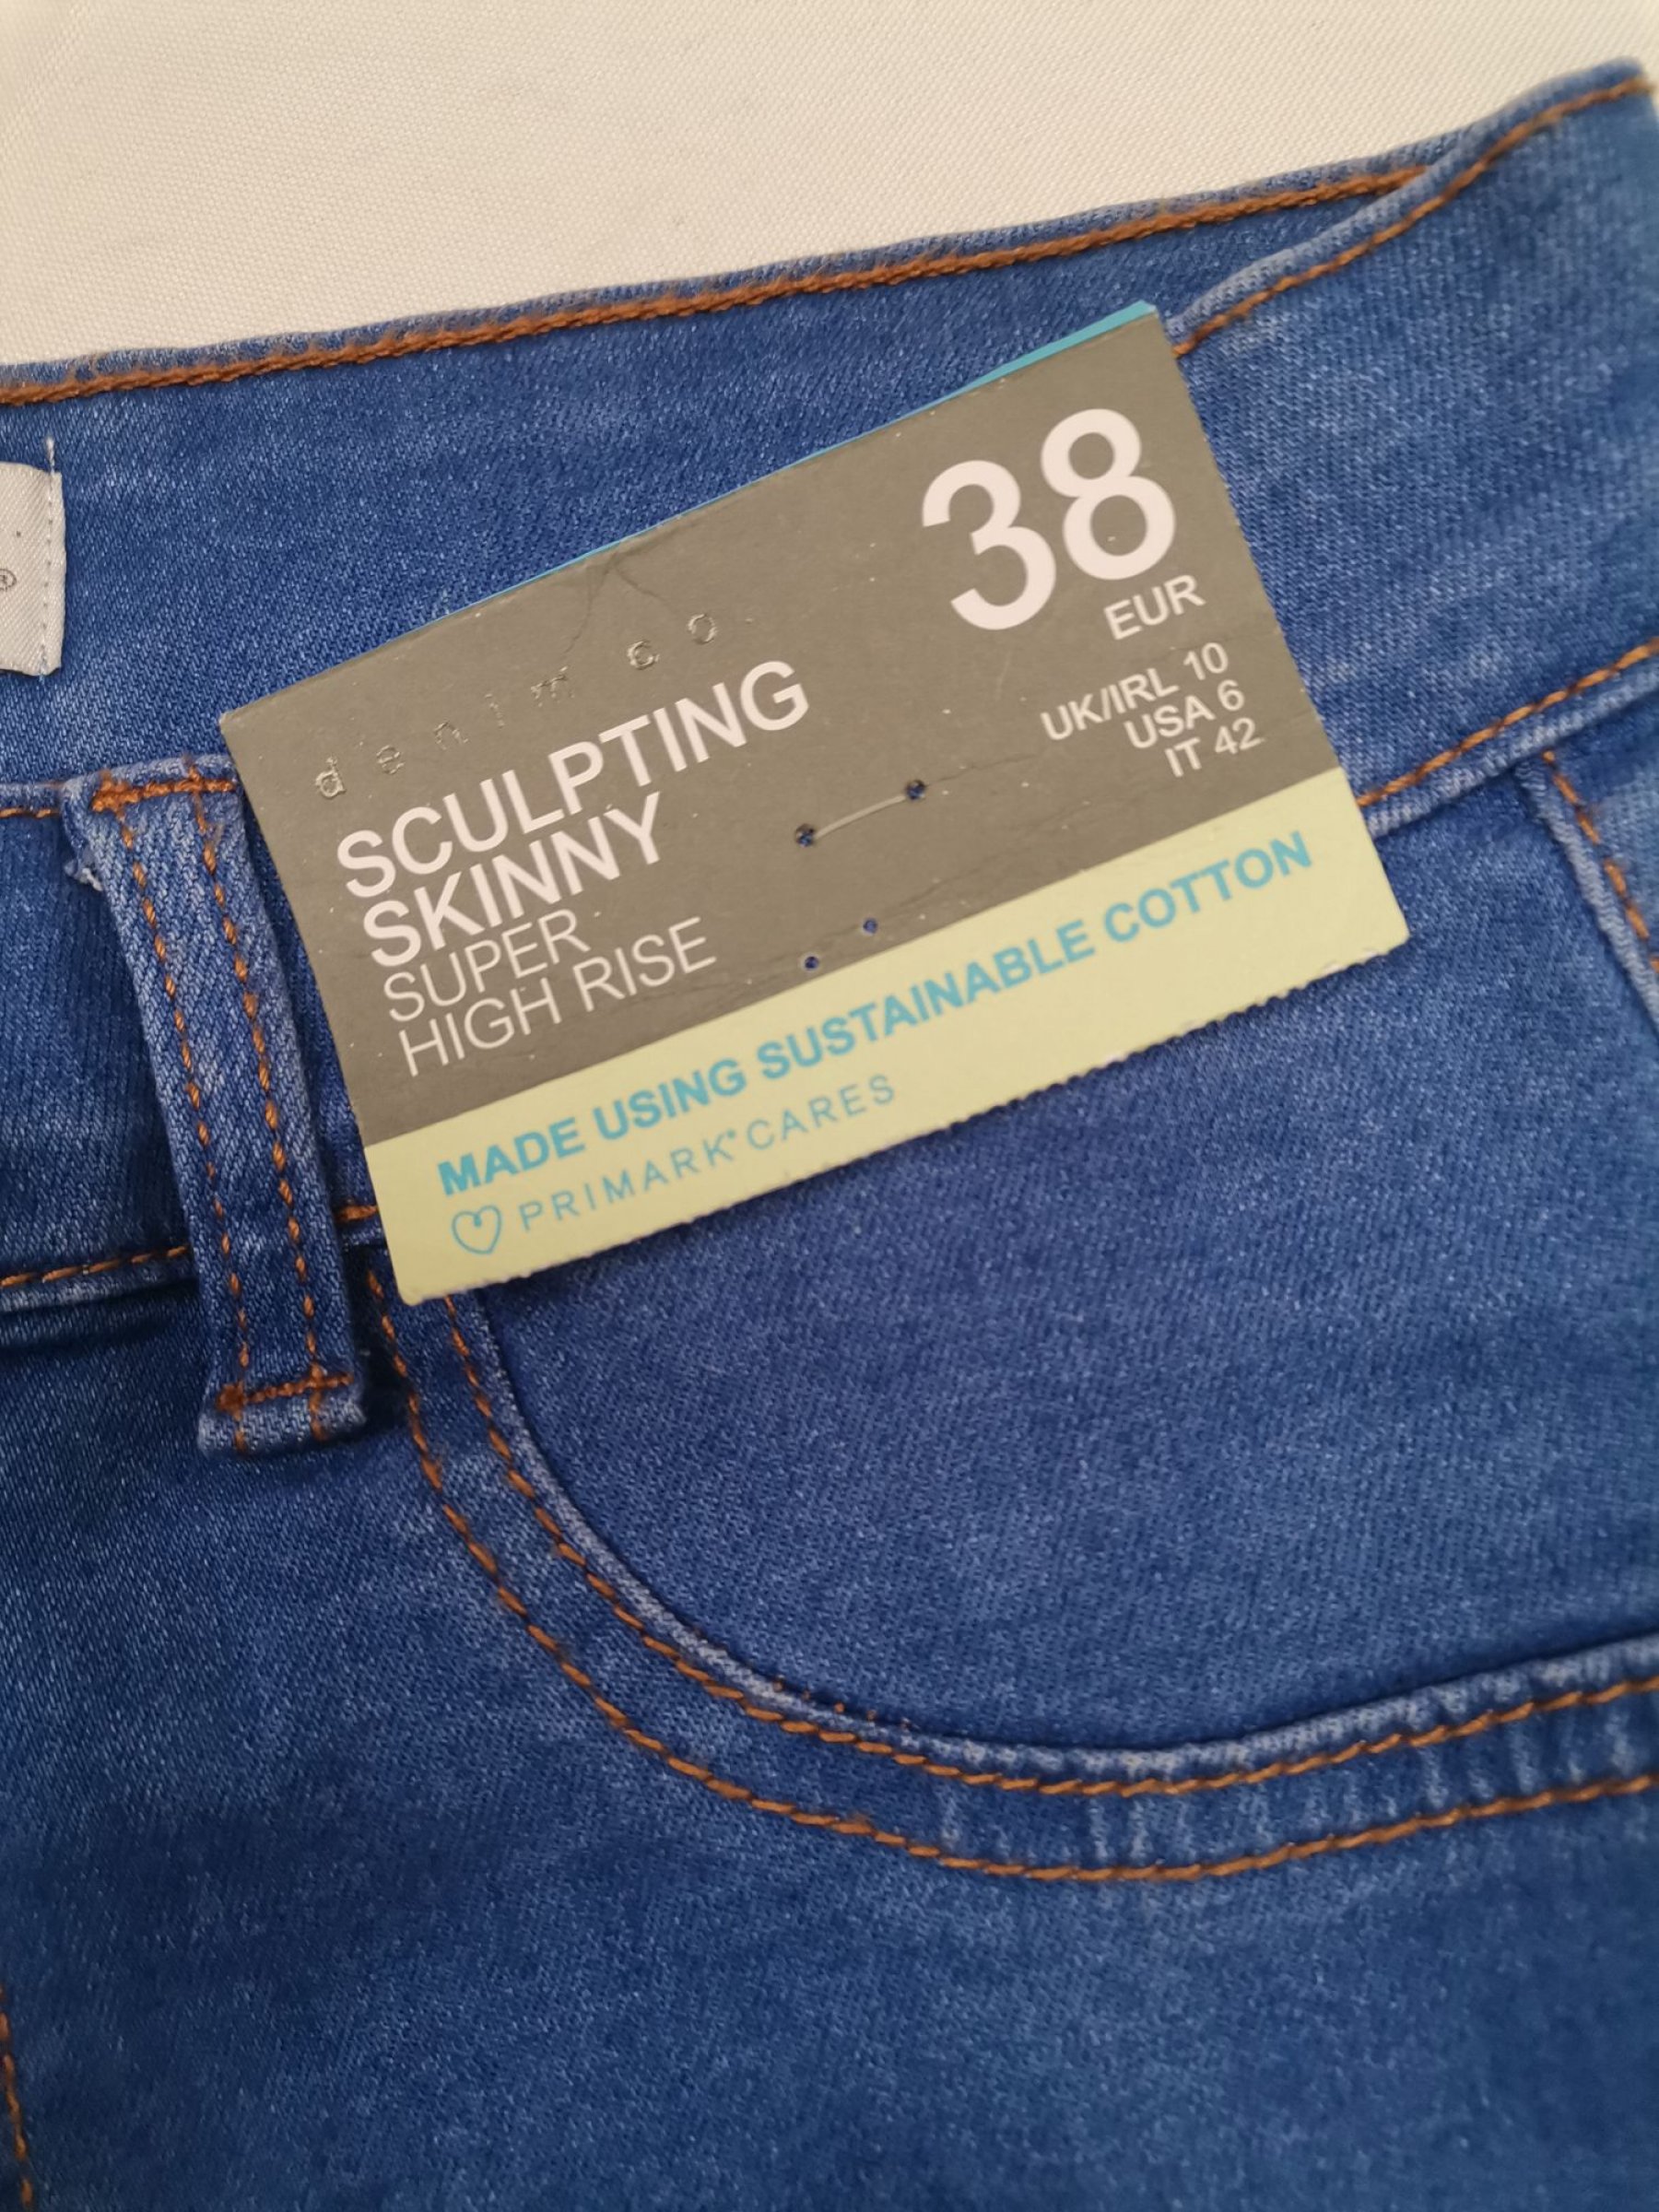 38
EUR
UK/IRL 10
USA 6
IT 42
denim co.
SCULPTING
SKINNY
SUPER
HIGH RISE
MADE USING SUSTAINABLE COTTON
PRIMARK® CARES
®